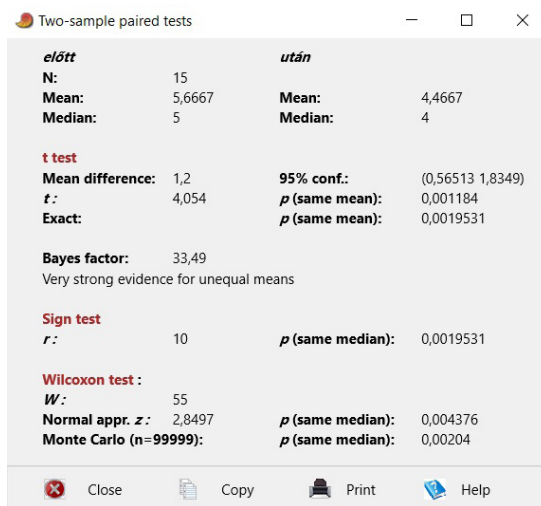 Two-sample paired tests
előtt után
N: 15
Mean: 5,6667 Mean: 4,4667
Median: 5 Median: 4
t test
Mean difference: 1,2 95% conf.: (0,56513 1,8349)
t : 4,054 p (same mean): 0,001184
Exact: p (same mean): 0,0019531
Bayes factor: 33,49
Very strong evidence for unequal means
Sign test
r : 10 p (same median): 0,0019531
Wilcoxon test :
W : 55
Normal appr. z : 2,8497 p (same median): 0,004376
Monte Carlo (n=99999): p (same median): 0,00204
Close Copy Print Help